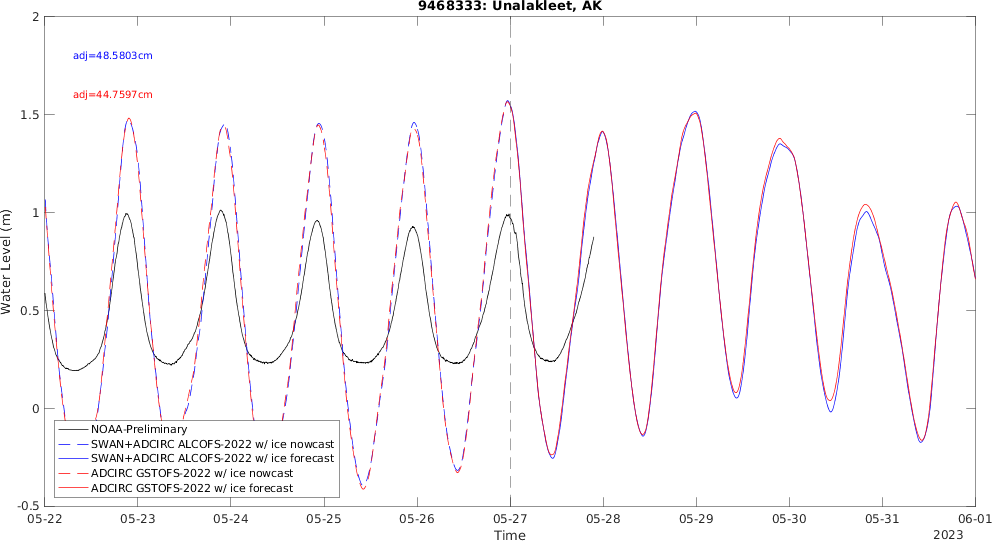 9468333: Unalakleet, AK
2
1.5
1
0.5
0
-0.5
Water Level (m)
adj=48.5803cm
adj=44.7597cm
NOAA-Preliminary
SWAN+ADCIRC ALCOFS-2022 w/ ice nowcast
SWAN+ADCIRC ALCOFS-2022 w/ ice forecast
ADCIRC GSTOFS-2022 w/ ice nowcast
ADCIRC GSTOFS-2022 w/ ice forecast
05-22 05-23 05-24 05-25 05-26 05-27 05-28 05-29 05-30 05-31 06-01
Time
2023